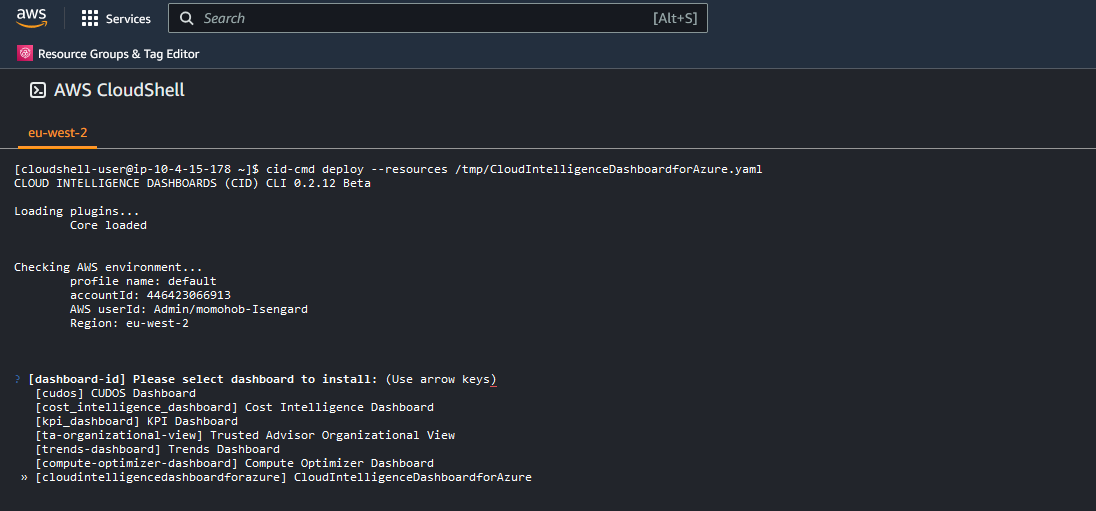 aws
Services
Search
[Alt+S]
Resource Groups & Tag Editor
AWS CloudShell
eu-west-2
[cloudshell-user@ip-10-4-15-178 ~]$ cid-cmd deploy --resources /tmp/CloudIntelligenceDashboardforAzure.yaml
CLOUD INTELLIGENCE DASHBOARDS (CID) CLI 0.2.12 Beta
Loading plugins...
Core loaded
Checking AWS environment...
profile name: default
accountId: 446423066913
AWS userId: Admin/momohob-Isengard
Region: eu-west-2
? [dashboard-id] Please select dashboard to install: (Use arrow keys)
[cudos] CUDOS Dashboard
[cost_intelligence_dashboard] Cost Intelligence Dashboard
[kpi_dashboard] KPI Dashboard
[ta-organizational-view] Trusted Advisor Organizational View
[trends-dashboard] Trends Dashboard
[compute-optimizer-dashboard] Compute Optimizer Dashboard
» [cloudintelligencedashboardforazure] CloudIntelligenceDashboardforAzure